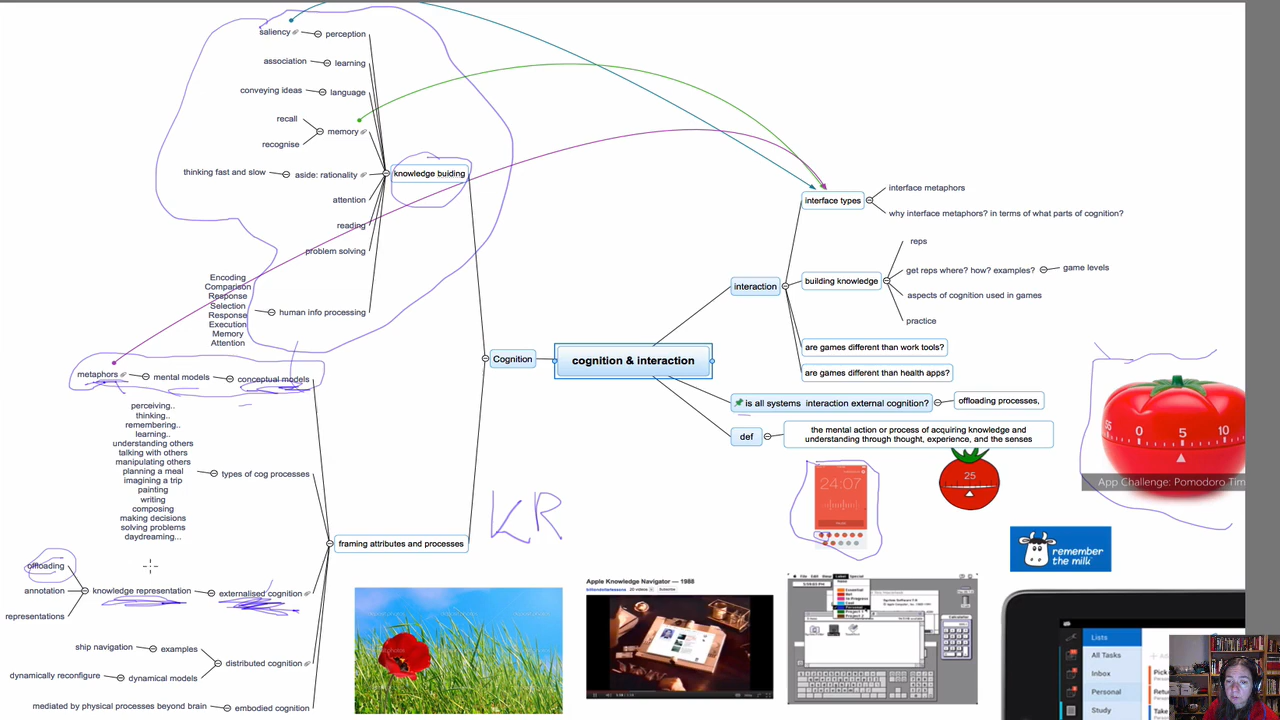 saliency
perception
association
learning
conveying ideas
language
recall
memory
recognise
thinking fast and slow
aside: rationality
attention
reading
problem solving
knowledge buiding
Encoding
Comparison
Response
Selection
Response
Execution
Memory
Attention
human info processing
metaphors
mental models
conceptual models
Cognition
perceiving..
thinking..
remembering..
learning..
understanding others
talking with others
manipulating others
planning a meal
imagining a trip
painting
writing
composing
making decisions
solving problems
daydreaming...
types of cog processes
KR
framing attributes and processes
offloading
annotation
knowledge representation
externalised cognition
representations
ship navigation
examples
distributed cognition
dynamically reconfigure
dynamical models
mediated by physical processes beyond brain
embodied cognition
cognition & interaction
interaction
interface types
interface metaphors
why interface metaphors? in terms of what parts of cognition?
building knowledge
reps
get reps where? how? examples?
game levels
aspects of cognition used in games
practice
are games different than work tools?
are games different than health apps?
is all systems interaction external cognition?
offloading processes,
def
the mental action or process of acquiring knowledge and
understanding through thought, experience, and the senses
24:07
25
55 0 5 10
App Challenge: Pomodoro Tim
remember
the milk
Apple Knowledge Navigator — 1988
Lists
All Tasks
Inbox
Personal
Study
Pick
Retu
Take